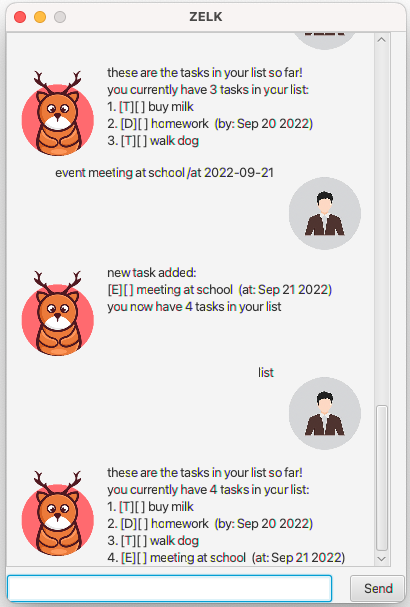 ZELK
these are the tasks in your list so far!
you currently have 3 tasks in your list:
1. [T][ ] buy milk
2. [D][ ] homework  (by: Sep 20 2022)
3. [T][ ] walk dog
event meeting at school /at 2022-09-21
new task added:
[E][ ] meeting at school  (at: Sep 21 2022)
you now have 4 tasks in your list
list
these are the tasks in your list so far!
you currently have 4 tasks in your list:
1. [T][ ] buy milk
2. [D][ ] homework  (by: Sep 20 2022)
3. [T][ ] walk dog
4. [E][ ] meeting at school  (at: Sep 21 2022)
Send